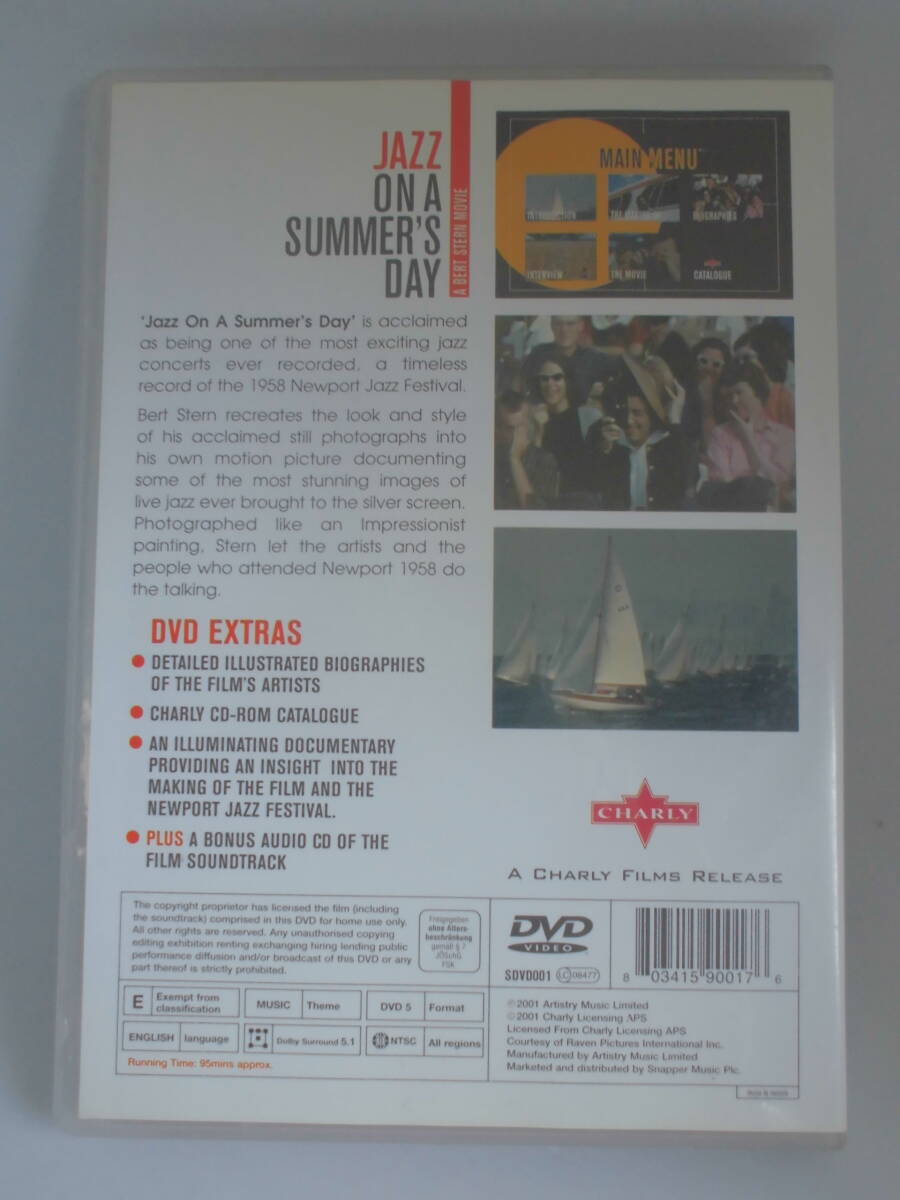 JAZZ
ON A
SUMMER'S
DAY
A BERT STERN MOVIE
'Jazz On A Summer's Day' is acclaimed
as being one of the most exciting jazz
concerts ever recorded, a timeless
record of the 1958 Newport Jazz Festival.
Bert Stern recreates the look and style
of his acclaimed still photographs into
his own motion picture documenting
some of the most stunning images of
live jazz ever brought to the silver screen.
Photographed like an Impressionist
painting, Stern let the artists and the
people who attended Newport 1958 do
the talking.
DVD EXTRAS
DETAILED ILLUSTRATED BIOGRAPHIES
OF THE FILM'S ARTISTS
CHARLY CD-ROM CATALOGUE
AN ILLUMINATING DOCUMENTARY
PROVIDING AN INSIGHT INTO THE
MAKING OF THE FILM AND THE
NEWPORT JAZZ FESTIVAL.
PLUS A BONUS AUDIO CD OF THE
FILM SOUNDTRACK
MAIN MENU
INTRODUCTION
BIOGRAPHIES
INTERVIEW
THE MOVIE
CATALOGUE
CHARLY
A CHARLY FILMS RELEASE
The copyright proprietor has licensed the film (including
the soundtrack) comprised in this DVD for home use only.
All other rights are reserved. Any unauthorised copying
editing exhibition renting exchanging hiring lending public
performance diffusion and/or broadcast of this DVD or any
part thereof is strictly prohibited.
Freigegeben
ohne Alters-
beschränkung
gemäß § 7
JÖSchG
FSK
E Exempt from
classification
MUSIC Theme
DVD 5 Format
ENGLISH language
Dolby Surround 5.1
NTSC All regions
Running Time: 95mins approx.
DVD
VIDEO
SDVD001 LC 08477
8 03415 90017 6
℗2001 Artistry Music Limited
©2001 Charly Licensing APS
Licensed From Charly Licensing APS
Courtesy of Raven Pictures International Inc.
Manufactured by Artistry Music Limited
Marketed and distributed by Snapper Music Plc.